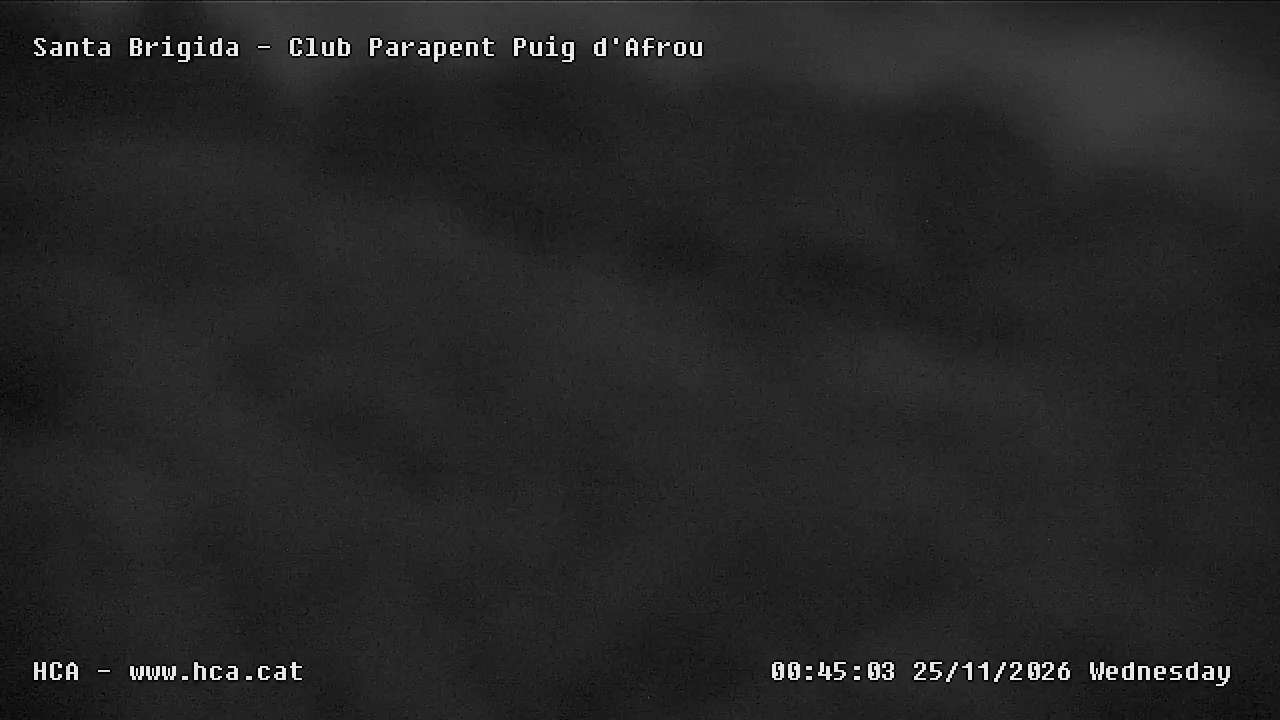 Santa Brigida - Club Parapent Puig d'Afrou
HCA - www.hca.cat
00:45:03 25/11/2026 Wednesday